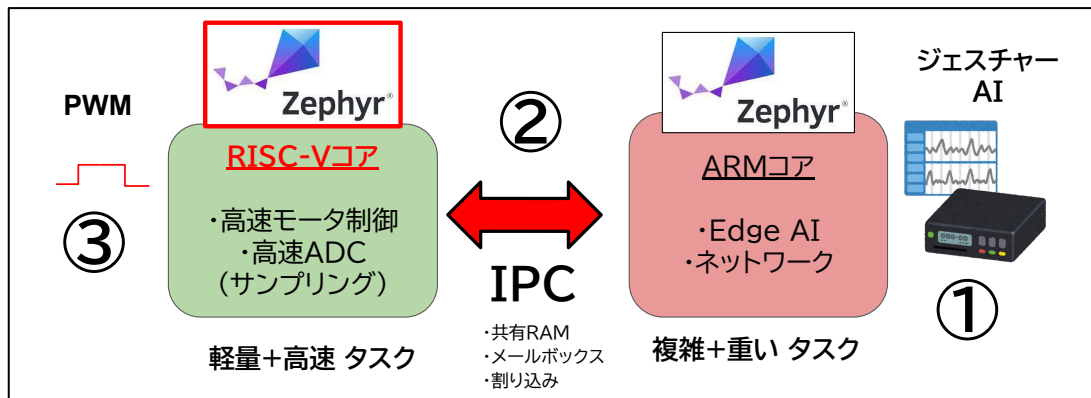 PWM
③
Zephyr®
RISC-Vコア
・高速モータ制御
・高速ADC
(サンプリング)
軽量+高速 タスク
②
IPC
・共有RAM
・メールボックス
・割り込み
Zephyr®
ARMコア
・Edge AI
・ネットワーク
複雑+重い タスク
ジェスチャー
AI
①